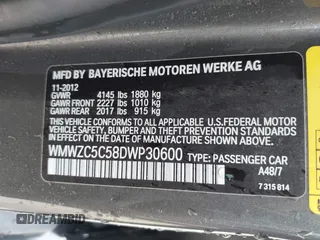 MFD BY BAYERISCHE MOTOREN WERKE AG
11-2012
GVWR 4145 lbs 1880 kg
GAWR FRONT 2227 lbs 1010 kg
GAWR REAR 2017 lbs 915 kg
THIS VEHICLE CONFORMS TO ALL APPLICABLE
U.S. FEDERAL MOTOR VEHICLE SAFETY,
BUMPER, AND THEFT PREVENTION STANDARDS
IN EFFECT ON THE DATE OF
MANUFACTURE SHOWN ABOVE.
WMWZC5C58DWP30600 TYPE: PASSENGER CAR
A48/7
7 315 814
DREAMBID